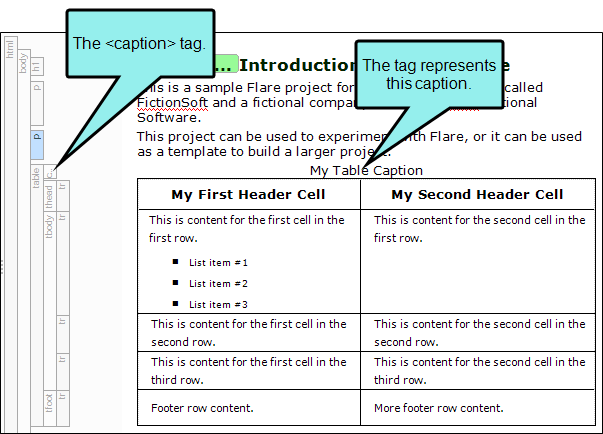 The <caption> tag.
The tag represents
this caption.
html
body
h1
p
p
table
c...
thead
tr
tbody
tr
tr
tr
tfoot
tr
... Introduction
This is a sample Flare project for called
FictionSoft and a fictional compa tional
Software.
This project can be used to experiment with Flare, or it can be used
as a template to build a larger project.
My Table Caption
My First Header Cell My Second Header Cell
This is content for the first cell in the
first row.
This is content for the second cell in the
first row.
List item #1
List item #2
List item #3
This is content for the first cell in the
second row.
This is content for the second cell in the
second row.
This is content for the first cell in the
third row.
This is content for the second cell in the
third row.
Footer row content. More footer row content.